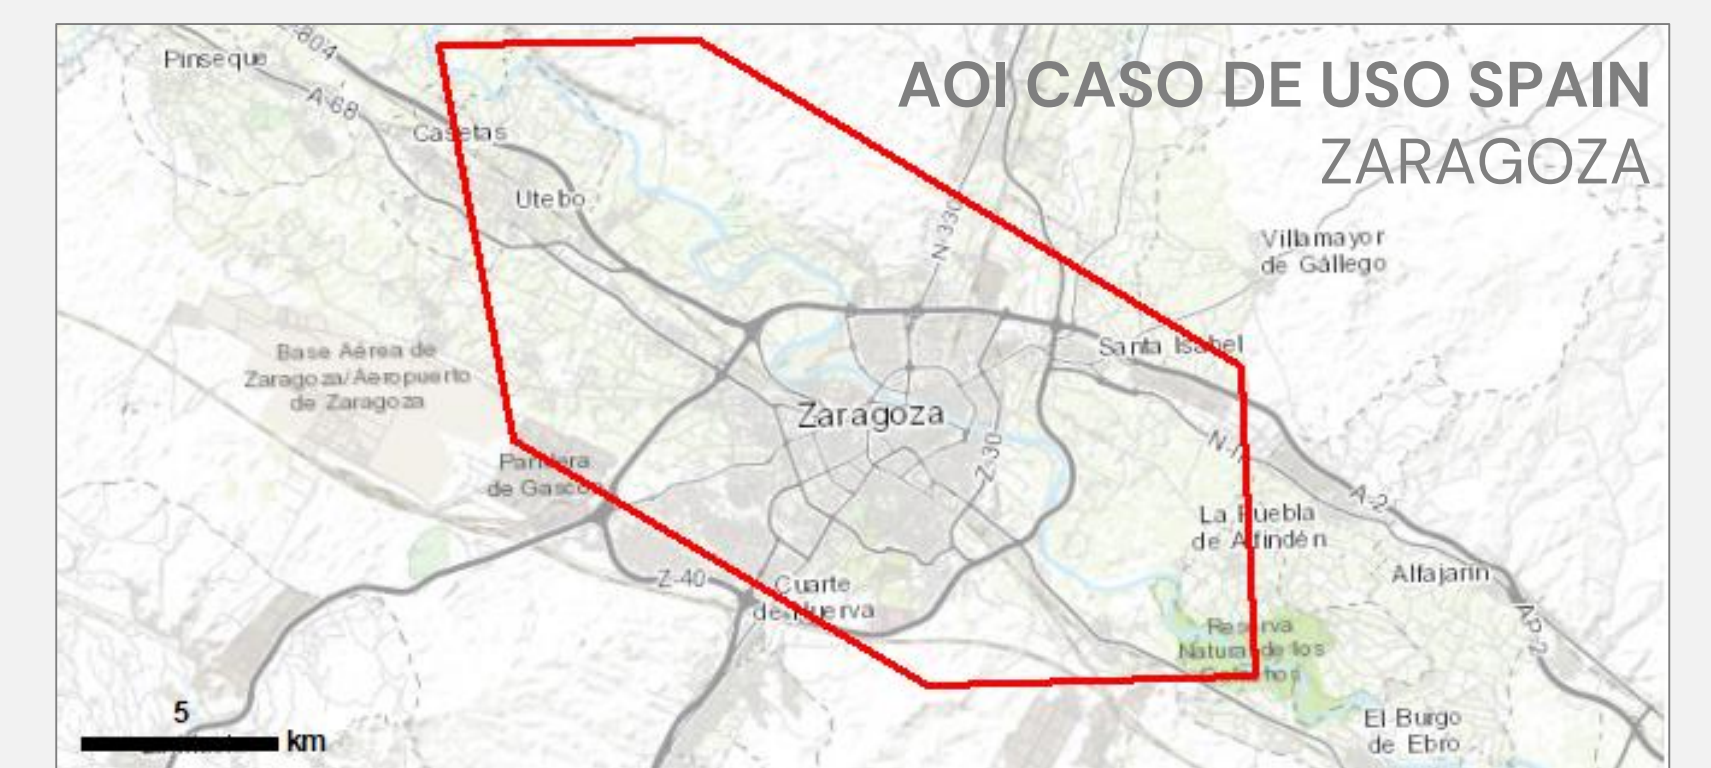 AOI CASO DE USO SPAIN
ZARAGOZA
Pinseque
A-68
Casetas
Utebo
N-330
Villamayor
de Gállego
Santa Isabel
Base Aérea de
Zaragoza/Aeropuerto
de Zaragoza
Zaragoza
N-II
Z-30
de Gascón
A-2
La Puebla
de Alfindén
Alfajarín
Z-40
Cuarte
de Huerva
AP-2
Reserva
Natural de los
El Burgo
de Ebro
5
km